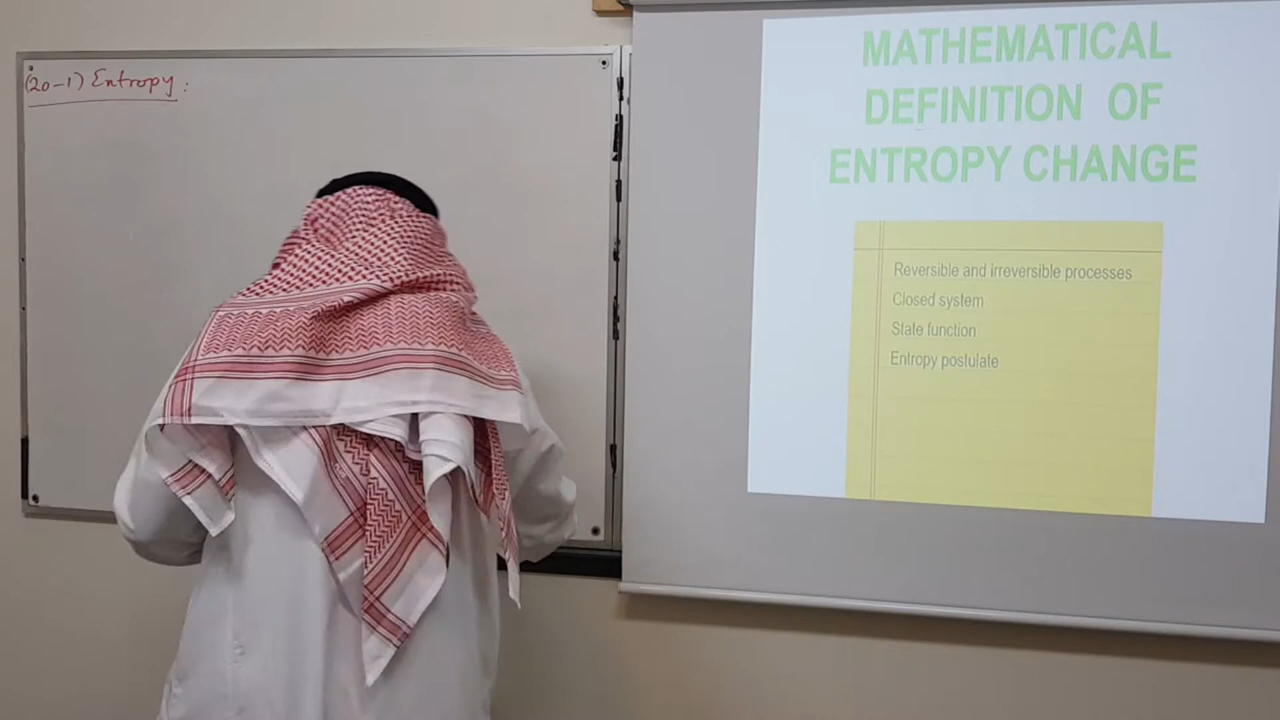 (20-1) Entropy:
MATHEMATICAL
DEFINITION OF
ENTROPY CHANGE
Reversible and irreversible processes
Closed system
State function
Entropy postulate